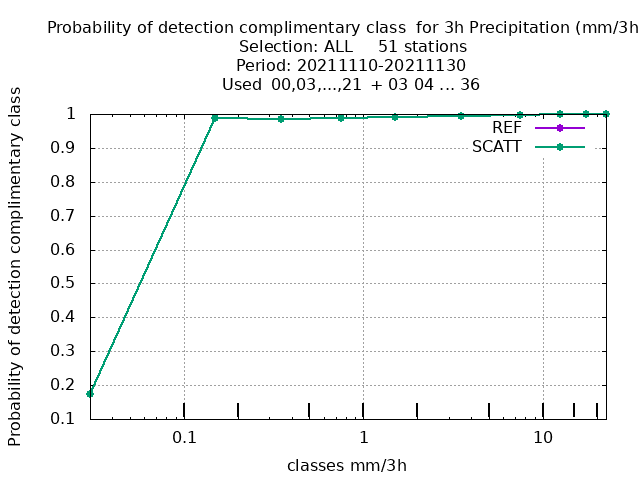 Probability of detection complimentary class for 3h Precipitation (mm/3h
Selection: ALL 51 stations
Period: 20211110-20211130
Used 00,03,...,21 + 03 04 ... 36
Probability of detection complimentary class
1
0.9
0.8
0.7
0.6
0.5
0.4
0.3
0.2
0.1
REF
SCATT
0.1 1 10
classes mm/3h